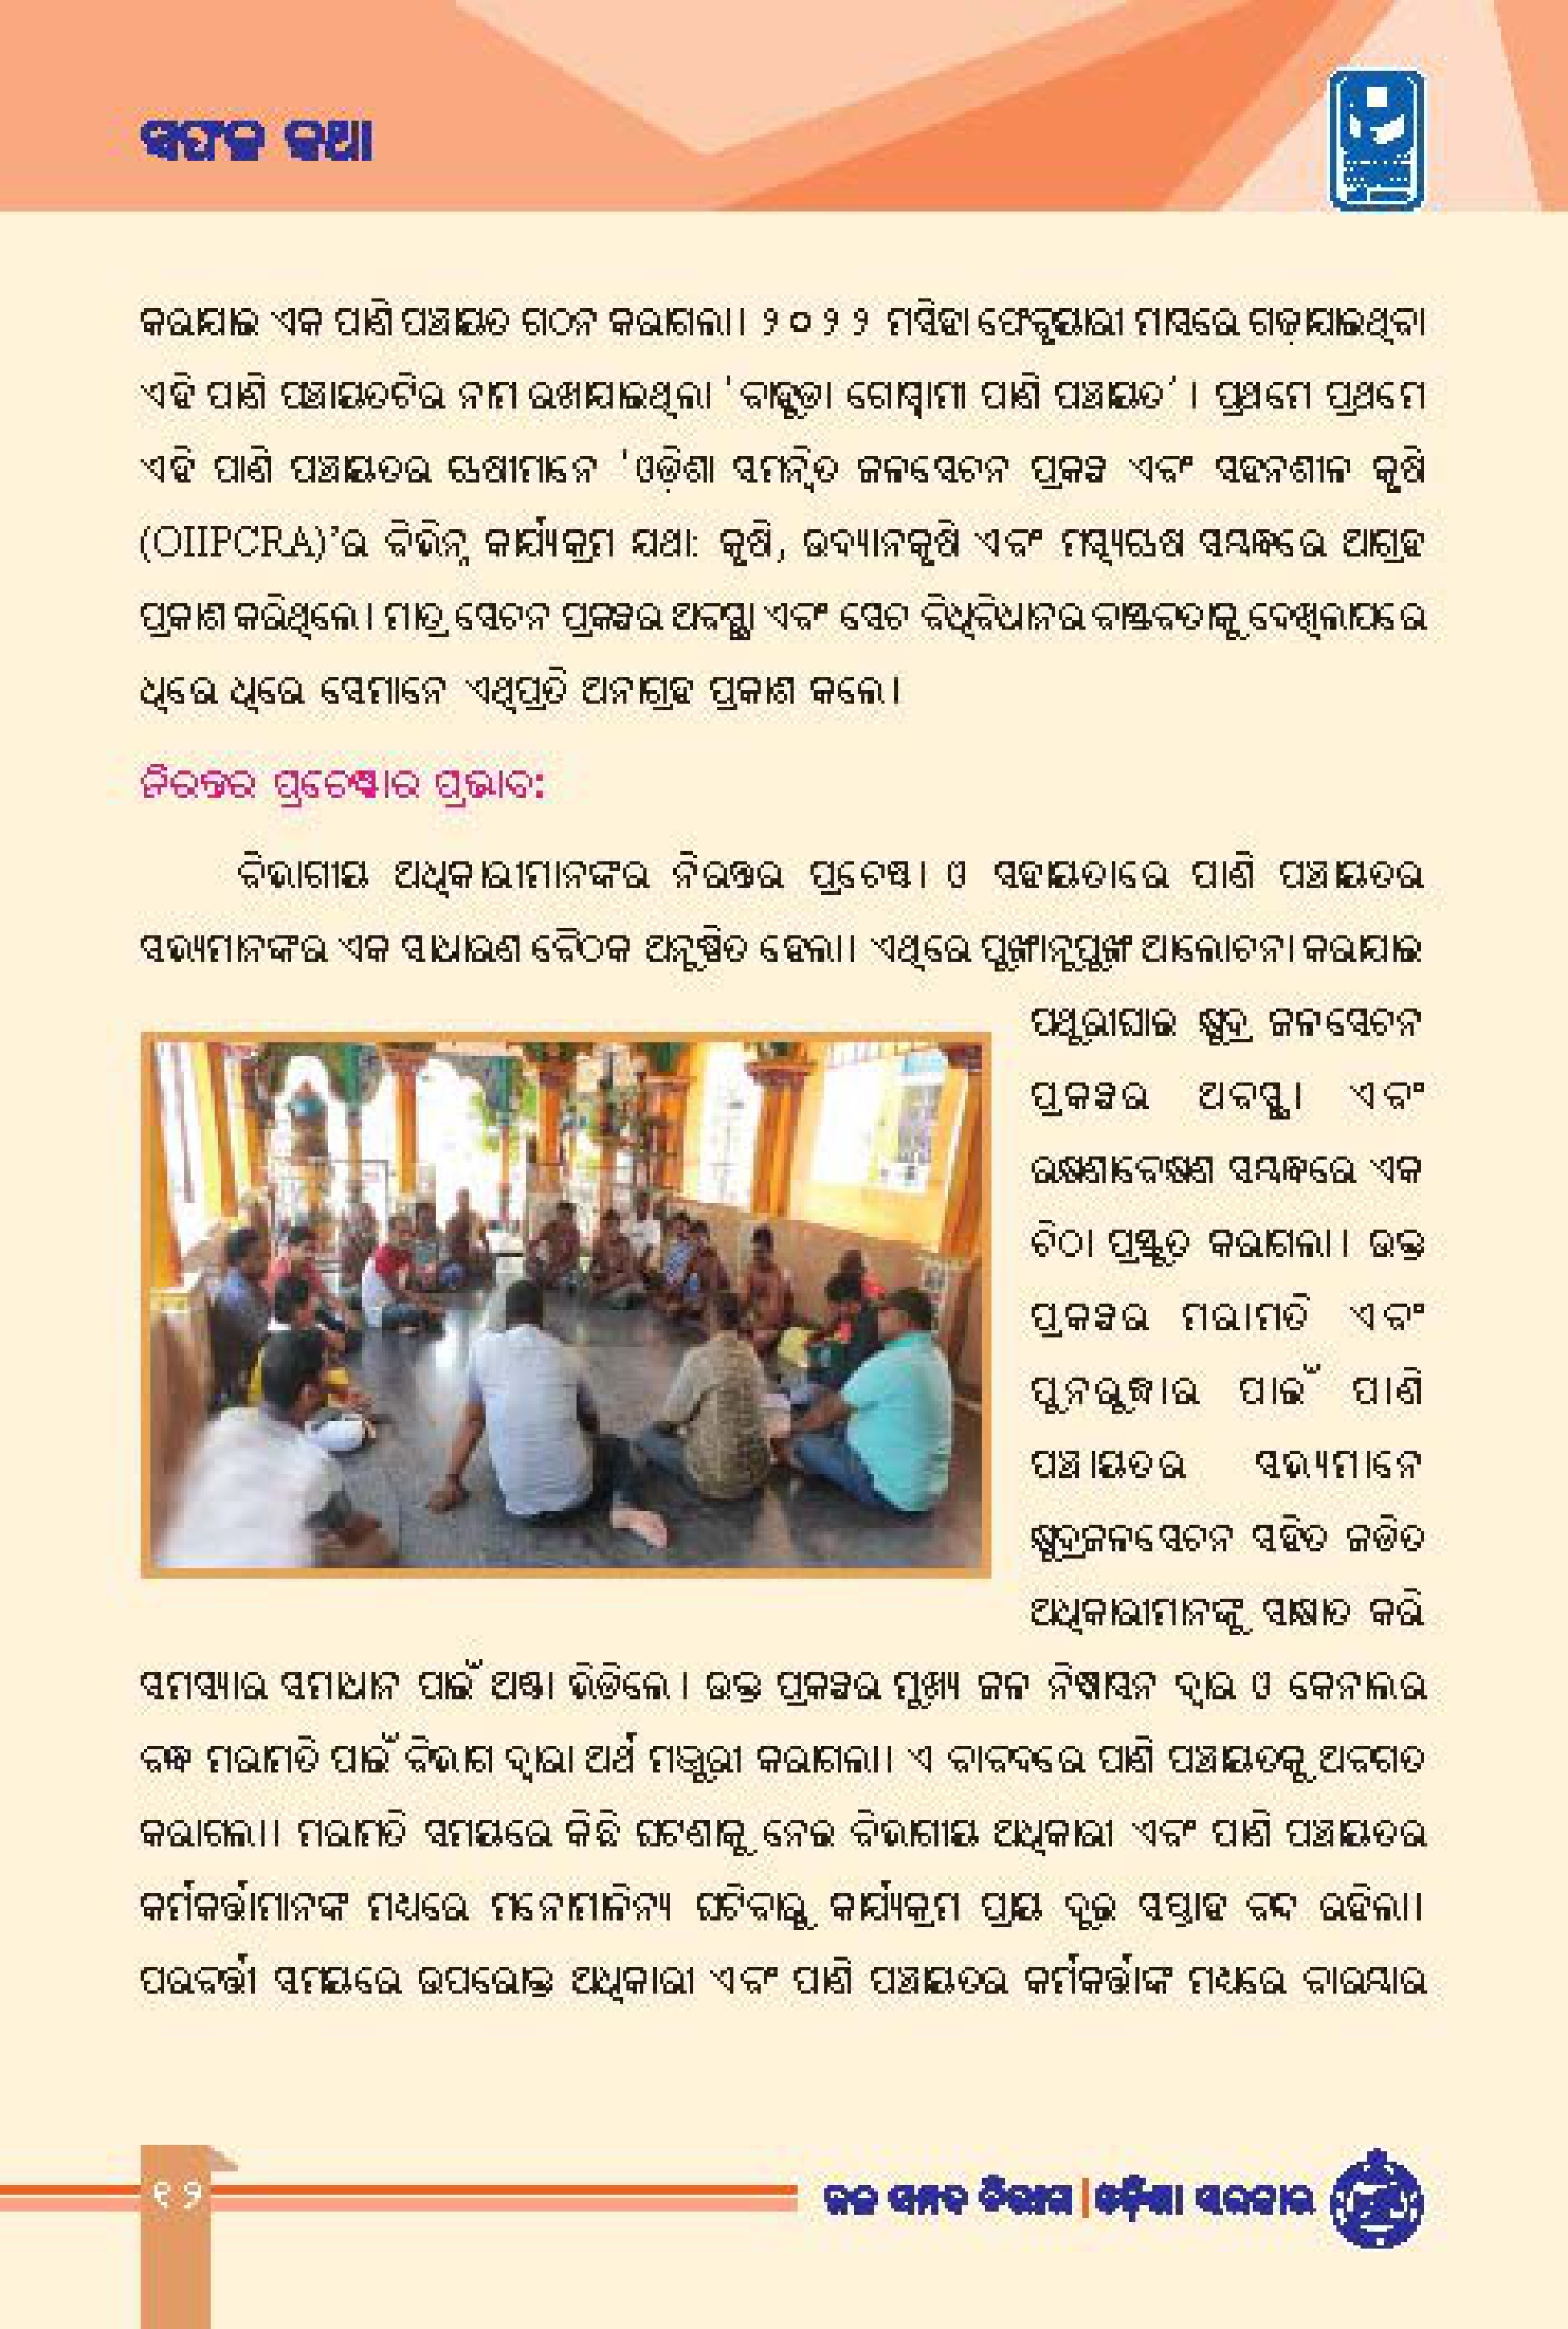 ସଫଳ କଥା
କରାଯାଇ ଏକ ପାଣି ପଞ୍ଚାୟତ ଗଠନ କରାଗଲା। ୨୦୨୨ ମସିହା ଫେବୃୟାରୀ ମାସରେ ଗଢ଼ାଯାଇଥିବା
ଏହି ପାଣି ପଞ୍ଚାୟତଟିର ନାମ ରଖାଯାଇଥିଲା 'ବାହୁଡା ଗୋସ୍ୱାମୀ ପାଣି ପଞ୍ଚାୟତ'। ପ୍ରଥମେ ପ୍ରଥମେ
ଏହି ପାଣି ପଞ୍ଚାୟତର ଚାଷୀମାନେ 'ଓଡ଼ିଶା ସମନ୍ୱିତ ଜଳସେଚନ ପ୍ରକଳ୍ପ ଏବଂ ସହନଶୀଳ କୃଷି
(OIIPCRA)'ର ବିଭିନ୍ନ କାର୍ଯ୍ୟକ୍ରମ ଯଥା: କୃଷି, ଉଦ୍ୟାନକୃଷି ଏବଂ ମତ୍ସ୍ୟଚାଷ ସମ୍ବନ୍ଧରେ ଆଗ୍ରହ
ପ୍ରକାଶ କରିଥିଲେ। ମାତ୍ର ସେଚନ ପ୍ରକଳ୍ପର ଅବସ୍ଥା ଏବଂ ସେଚ ବିଧିବିଧାନର ବାସ୍ତବତାକୁ ଦେଖିଲାପରେ
ଧିରେ ଧିରେ ସେମାନେ ଏଥିପ୍ରତି ଅନାଗ୍ରହ ପ୍ରକାଶ କଲେ।
ନିରନ୍ତର ପ୍ରଚେଷ୍ଟାର ପ୍ରଭାବ:
ବିଭାଗୀୟ ଅଧିକାରୀମାନଙ୍କର ନିରନ୍ତର ପ୍ରଚେଷ୍ଟା ଓ ସହାୟତାରେ ପାଣି ପଞ୍ଚାୟତର
ସଭ୍ୟମାନଙ୍କର ଏକ ସାଧାରଣ ବୈଠକ ଅନୁଷ୍ଠିତ ହେଲା। ଏଥିରେ ପୁଙ୍ଖାନୁପୁଙ୍ଖ ଆଲୋଚନା କରାଯାଇ
ପଥୁରୀଘାଇ କ୍ଷୁଦ୍ର ଜଳସେଚନ
ପ୍ରକଳ୍ପର ଅବସ୍ଥା ଏବଂ
ରକ୍ଷଣାବେକ୍ଷଣ ସମ୍ବନ୍ଧରେ ଏକ
ଚିଠା ପ୍ରସ୍ତୁତ କରାଗଲା। ଉକ୍ତ
ପ୍ରକଳ୍ପର ମରାମତି ଏବଂ
ପୁନରୁଦ୍ଧାର ପାଇଁ ପାଣି
ପଞ୍ଚାୟତର ସଭ୍ୟମାନେ
କ୍ଷୁଦ୍ରଜଳସେଚନ ସହିତ ଜଡିତ
ଅଧିକାରୀମାନଙ୍କୁ ସାକ୍ଷାତ କରି
ସମସ୍ୟାର ସମାଧାନ ପାଇଁ ଅଣ୍ଟା ଭିଡିଲେ। ଉକ୍ତ ପ୍ରକଳ୍ପର ମୁଖ୍ୟ ଜଳ ନିଷ୍କାସନ ଦ୍ୱାର ଓ କେନାଲର
ବନ୍ଧ ମରାମତି ପାଇଁ ବିଭାଗ ଦ୍ୱାରା ଅର୍ଥ ମଞ୍ଜୁରୀ କରାଗଲା। ଏ ବାବଦରେ ପାଣି ପଞ୍ଚାୟତକୁ ଅବଗତ
କରାଗଲା। ମରାମତି ସମୟରେ କିଛି ଘଟଣାକୁ ନେଇ ବିଭାଗୀୟ ଅଧିକାରୀ ଏବଂ ପାଣି ପଞ୍ଚାୟତର
କର୍ମକର୍ତ୍ତାମାନଙ୍କ ମଧ୍ୟରେ ମନୋମାଳିନ୍ୟ ଘଟିବାରୁ କାର୍ଯ୍ୟକ୍ରମ ପ୍ରାୟ ଦୁଇ ସପ୍ତାହ ବନ୍ଦ ରହିଲା।
ପରବର୍ତ୍ତୀ ସମୟରେ ଉପରୋକ୍ତ ଅଧିକାରୀ ଏବଂ ପାଣି ପଞ୍ଚାୟତର କର୍ମକର୍ତ୍ତାଙ୍କ ମଧ୍ୟରେ ବାରମ୍ବାର
୧୨
ଜଳ ସମ୍ପଦ ବିଭାଗ | ଓଡ଼ିଶା ସରକାର